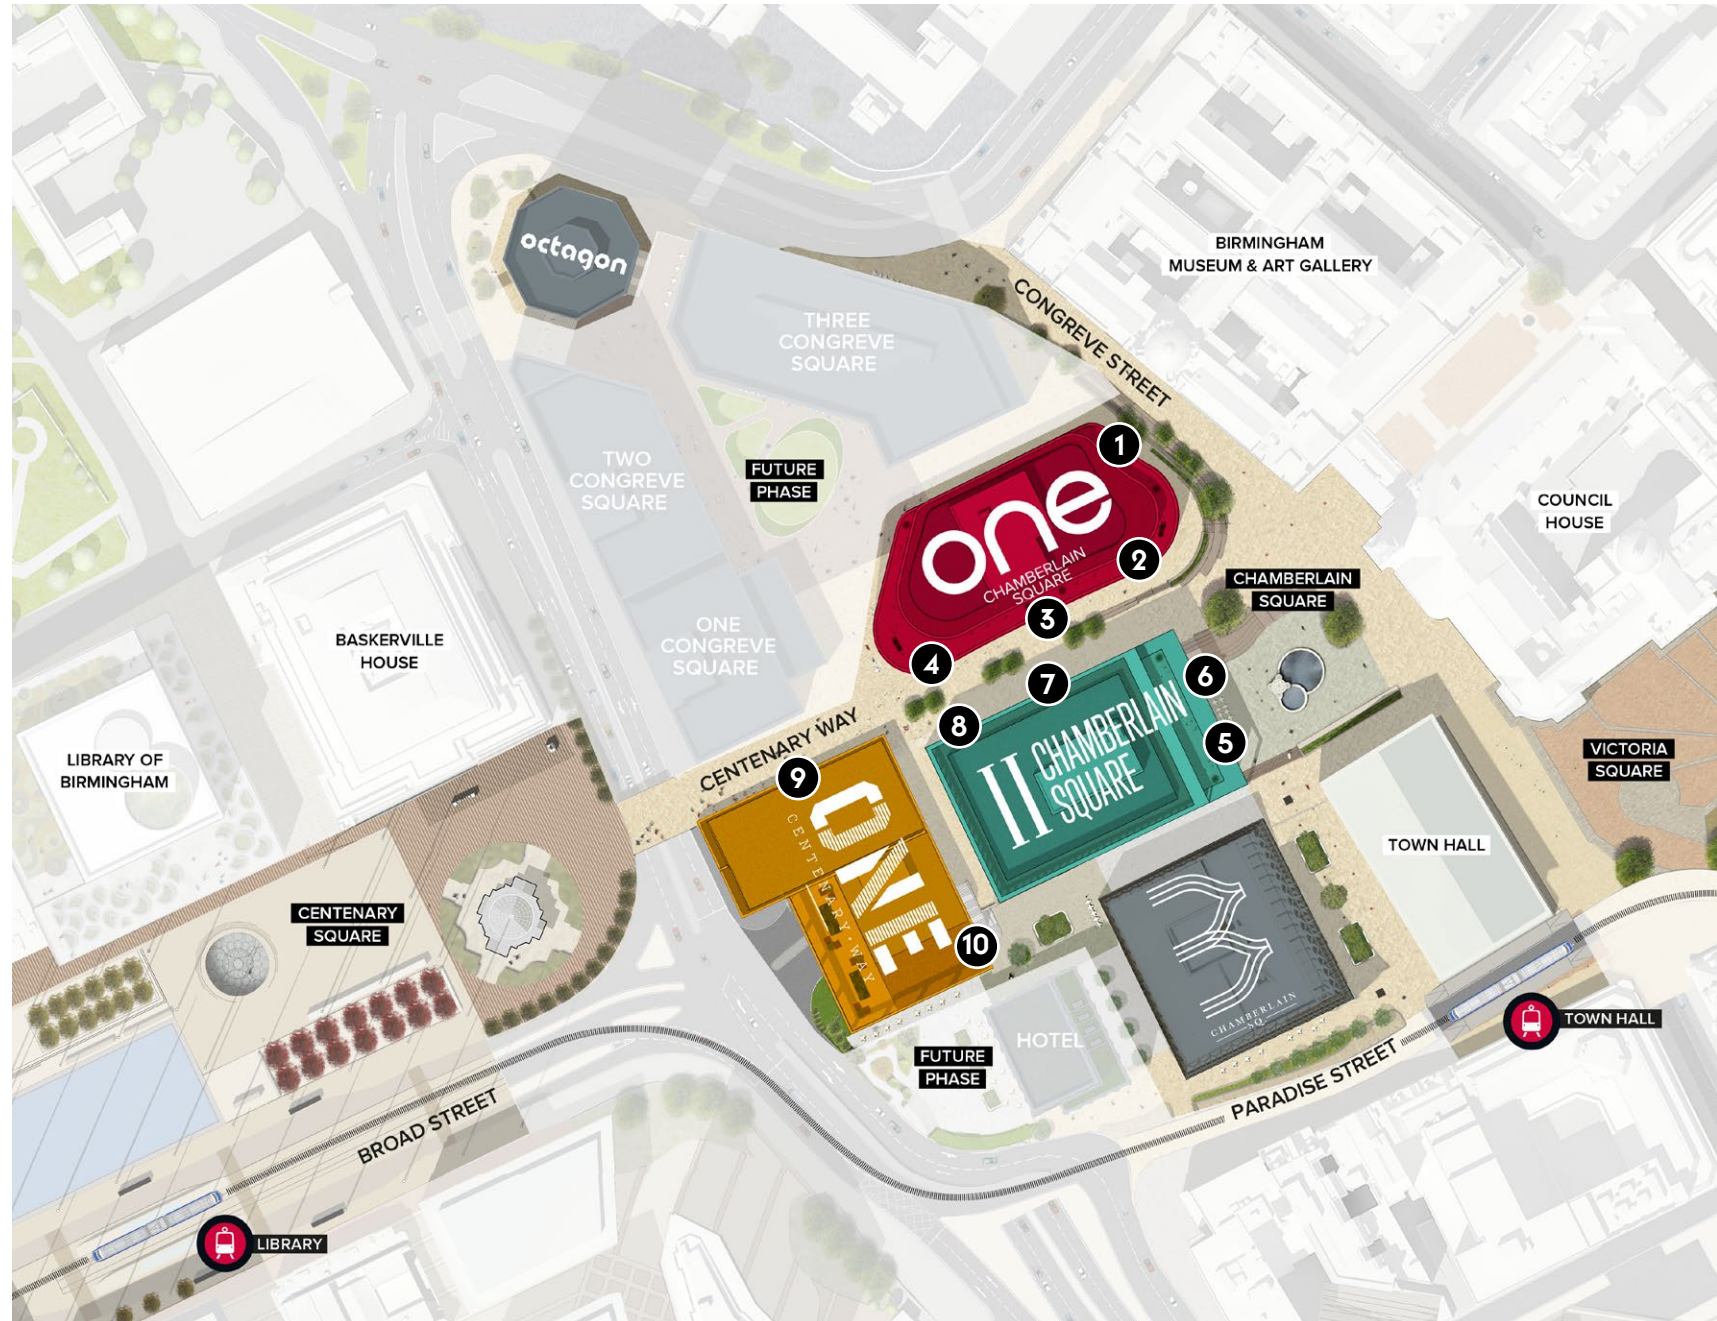 octagon
BIRMINGHAM
MUSEUM & ART GALLERY
CONGREVE STREET
THREE
CONGREVE
SQUARE
TWO
CONGREVE
SQUARE
FUTURE
PHASE
1
one
CHAMBERLAIN
SQUARE
2
3
4
COUNCIL
HOUSE
CHAMBERLAIN
SQUARE
ONE
CONGREVE
SQUARE
BASKERVILLE
HOUSE
LIBRARY OF
BIRMINGHAM
CENTENARY WAY
6
7
8
5
II
CHAMBERLAIN
SQUARE
VICTORIA
SQUARE
9
ONE
CENTENARY · WAY
10
TOWN HALL
CENTENARY
SQUARE
3
CHAMBERLAIN
SQ
HOTEL
FUTURE
PHASE
TOWN HALL
PARADISE STREET
BROAD STREET
LIBRARY